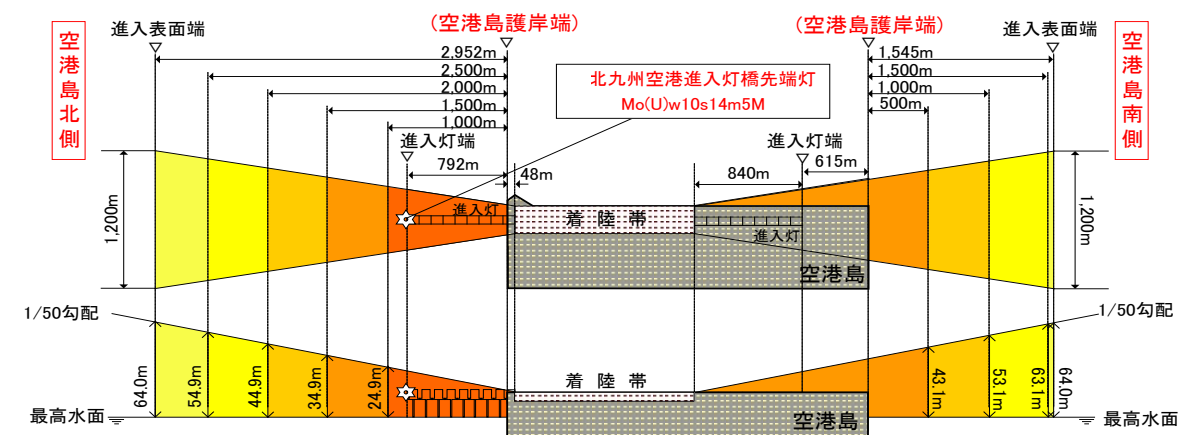 空港島北側
進入表面端
(空港島護岸端)
(空港島護岸端)
進入表面端
空港島南側
2,952m
2,500m
2,000m
1,500m
1,000m
1,545m
1,500m
1,000m
500m
北九州空港進入灯橋先端灯
Mo(U)w10s14m5M
進入灯端
792m
48m
進入灯端
840m
615m
1,200m
進入灯
着陸帯
進入灯
空港島
1,200m
1/50勾配
1/50勾配
64.0m
54.9m
44.9m
34.9m
24.9m
着陸帯
空港島
43.1m
53.1m
63.1m
64.0m
最高水面
最高水面